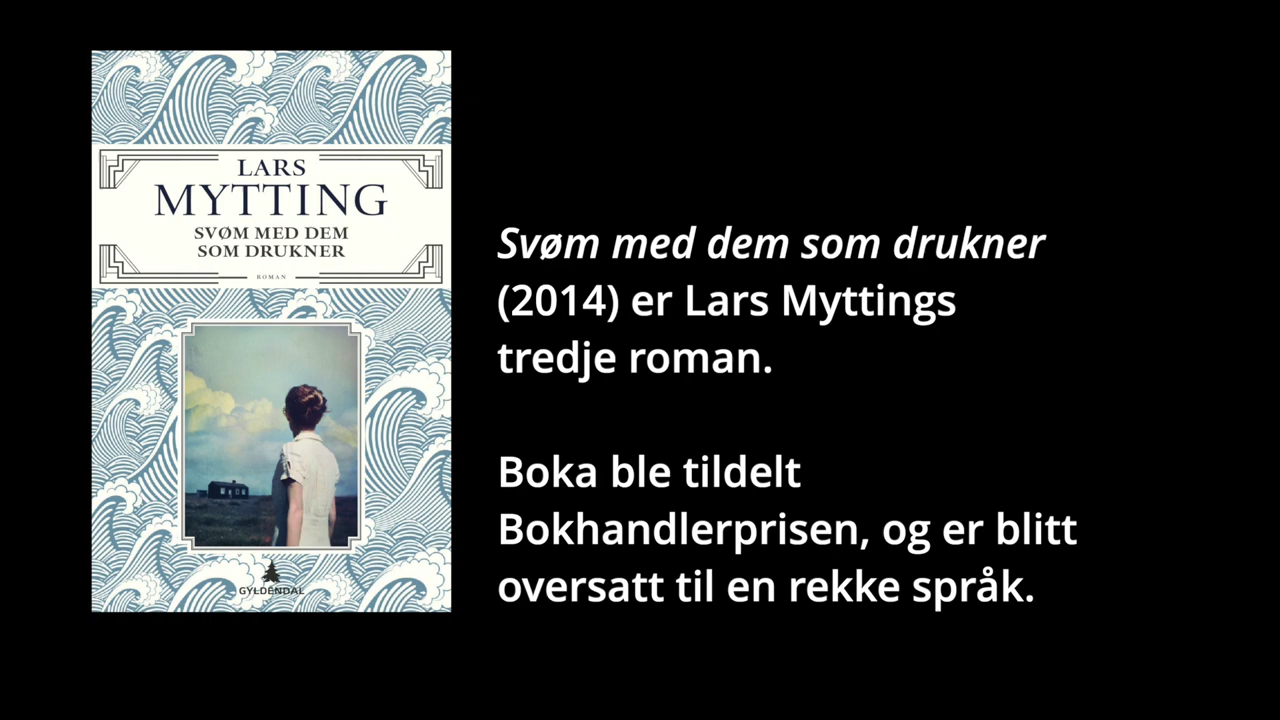 LARS
MYTTING
SVØM MED DEM
SOM DRUKNER
ROMAN
GYLDENDAL
Svøm med dem som drukner
(2014) er Lars Myttings
tredje roman.
Boka ble tildelt
Bokhandlerprisen, og er blitt
oversatt til en rekke språk.